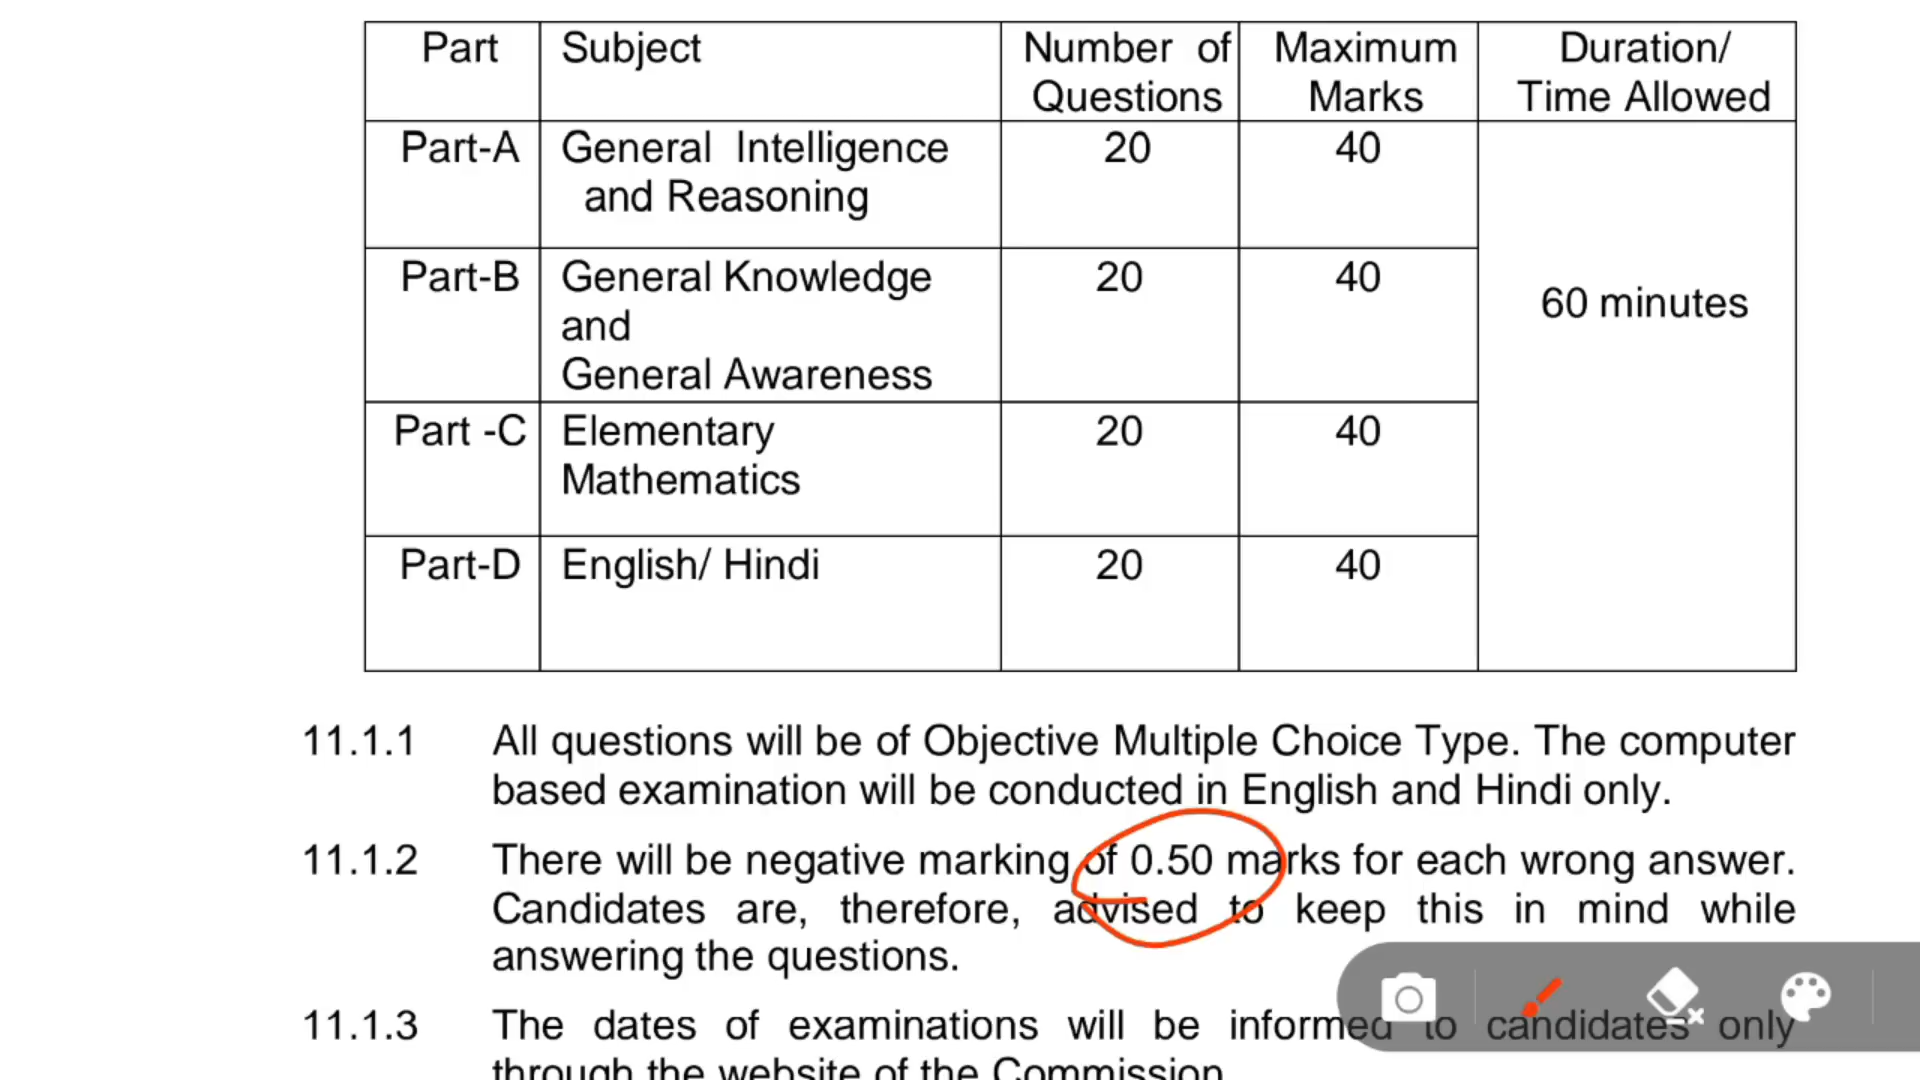 Part Subject Number of Maximum Duration/
Questions Marks Time Allowed
Part-A General Intelligence 20 40
and Reasoning
Part-B General Knowledge 20 40
and
General Awareness
60 minutes
Part -C Elementary 20 40
Mathematics
Part-D English/ Hindi 20 40
11.1.1 All questions will be of Objective Multiple Choice Type. The computer
based examination will be conducted in English and Hindi only.
11.1.2 There will be negative marking of 0.50 marks for each wrong answer.
Candidates are, therefore, advised to keep this in mind while
answering the questions.
11.1.3 The dates of examinations will be informed to candidates only
through the website of the Commission